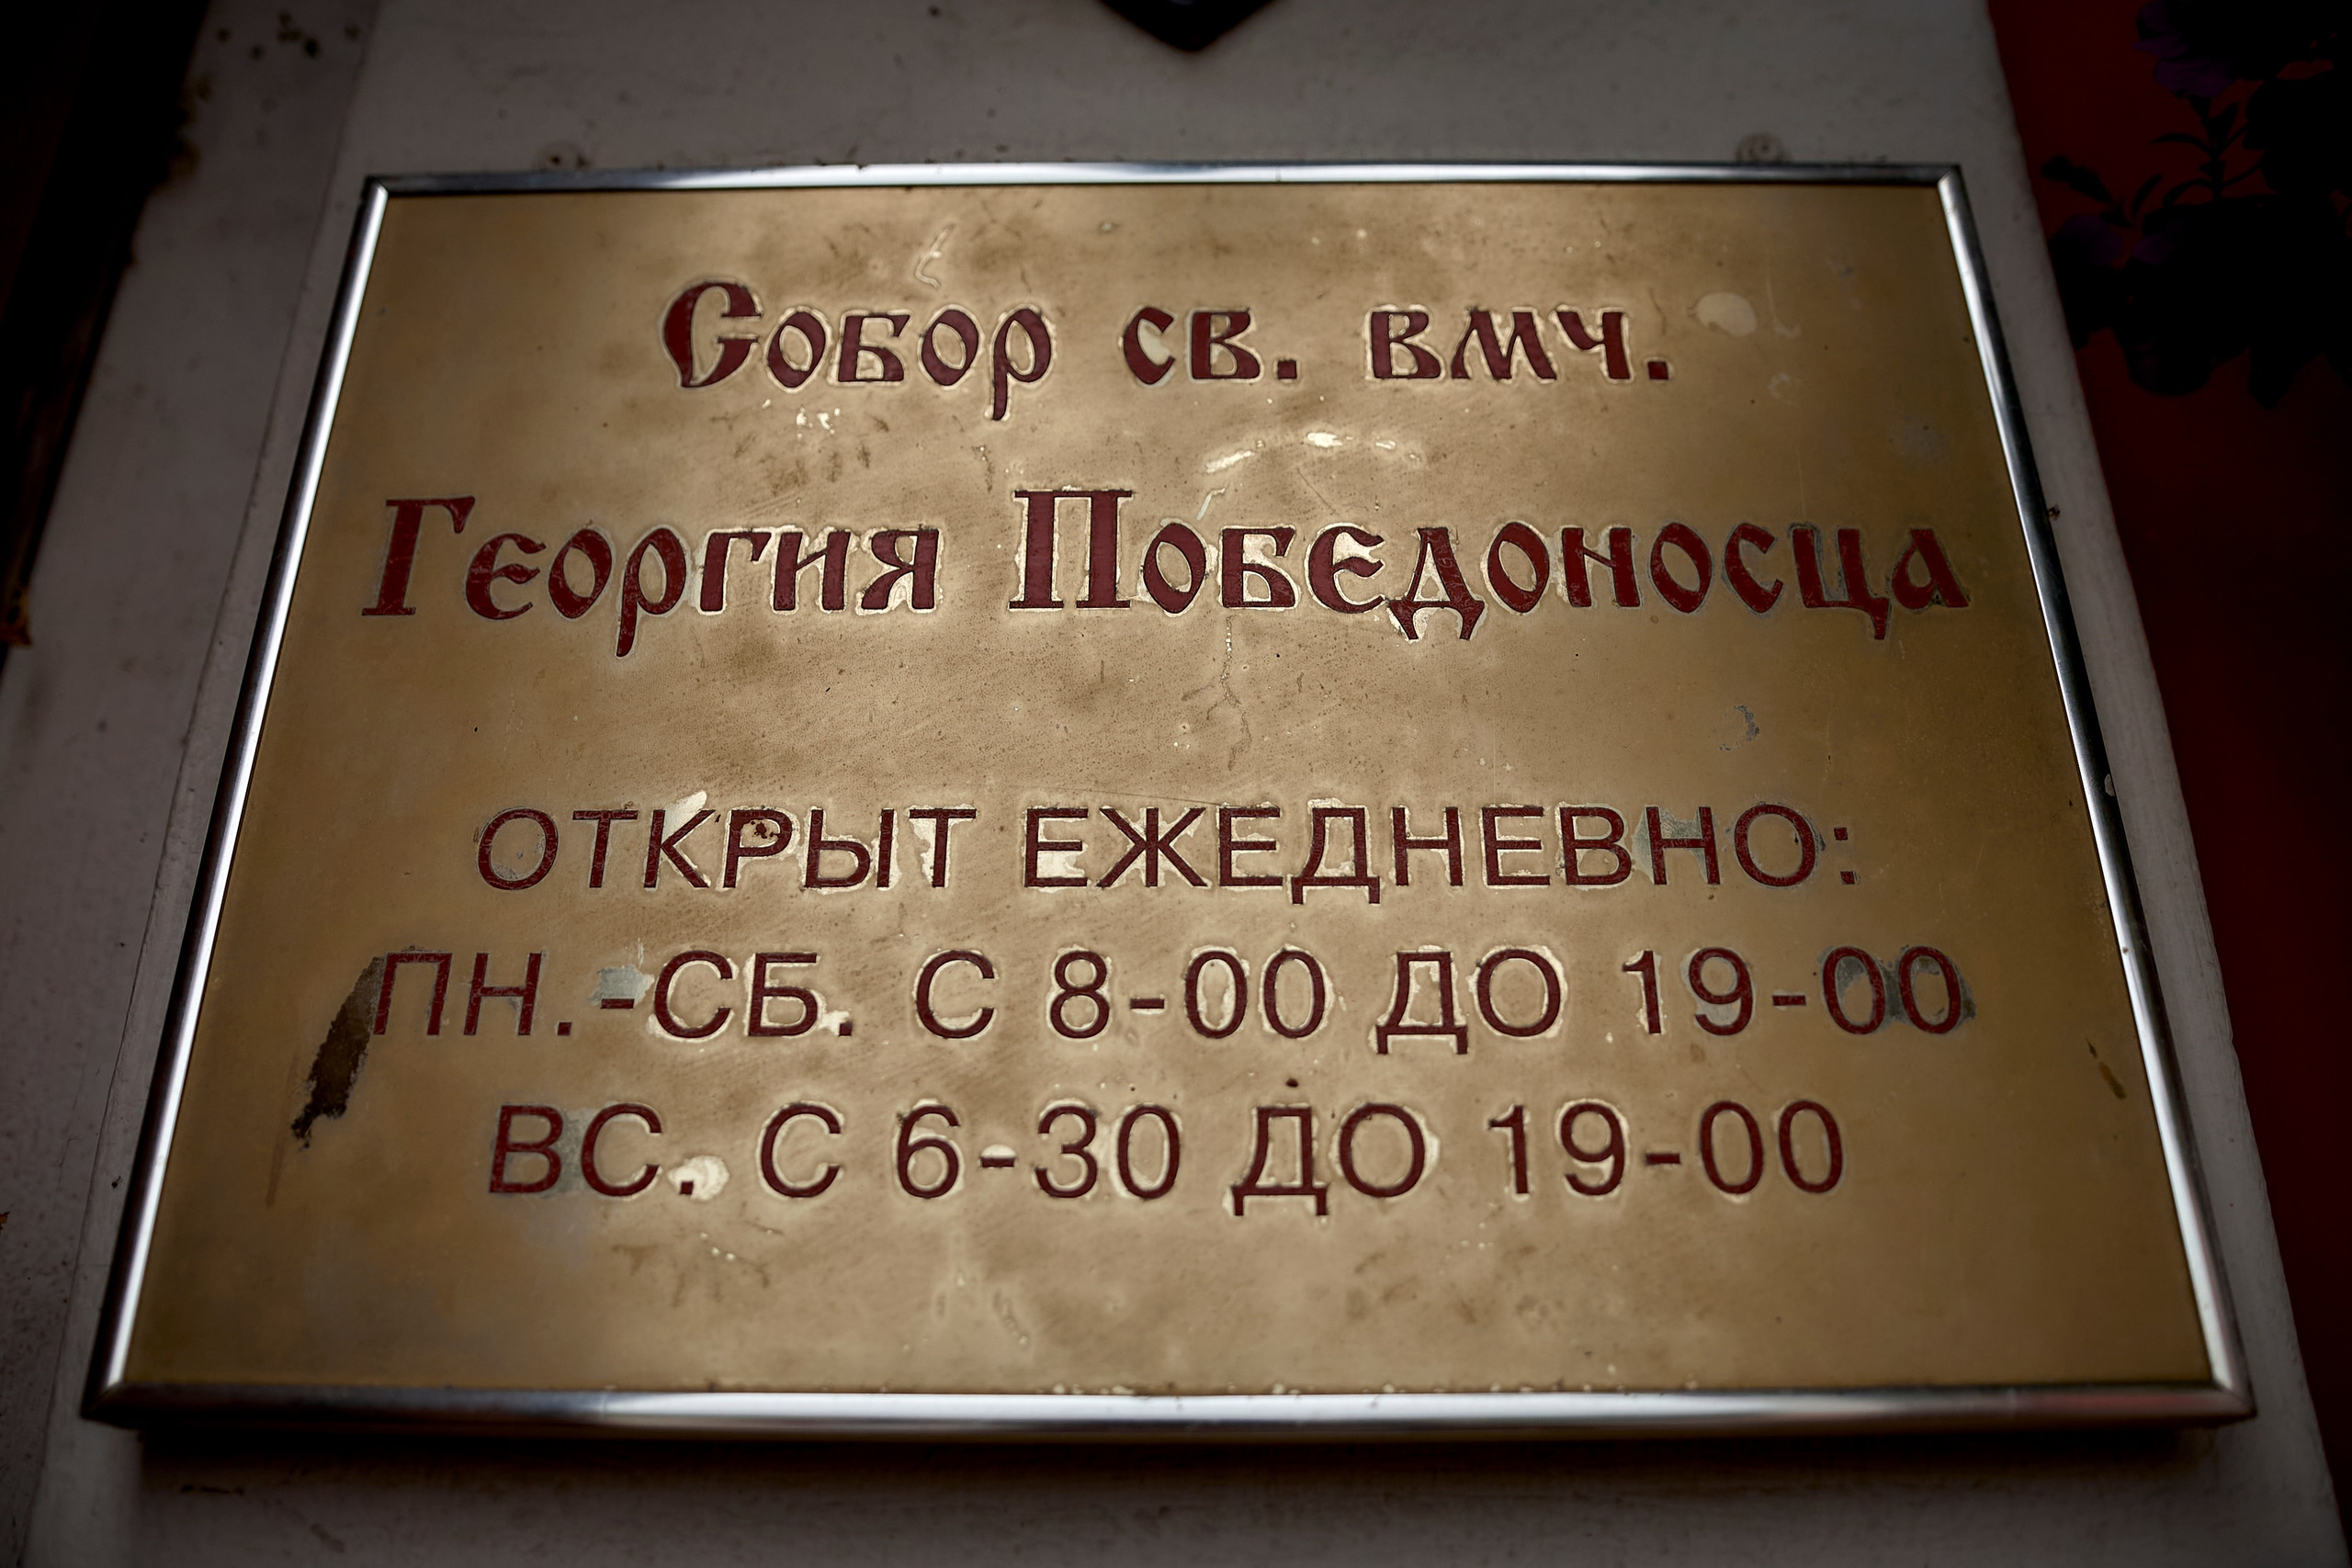 Собор св. вмч.
Георгия Победоносца
ОТКРЫТ ЕЖЕДНЕВНО:
ПН.-СБ. С 8-00 ДО 19-00
ВС. С 6-30 ДО 19-00